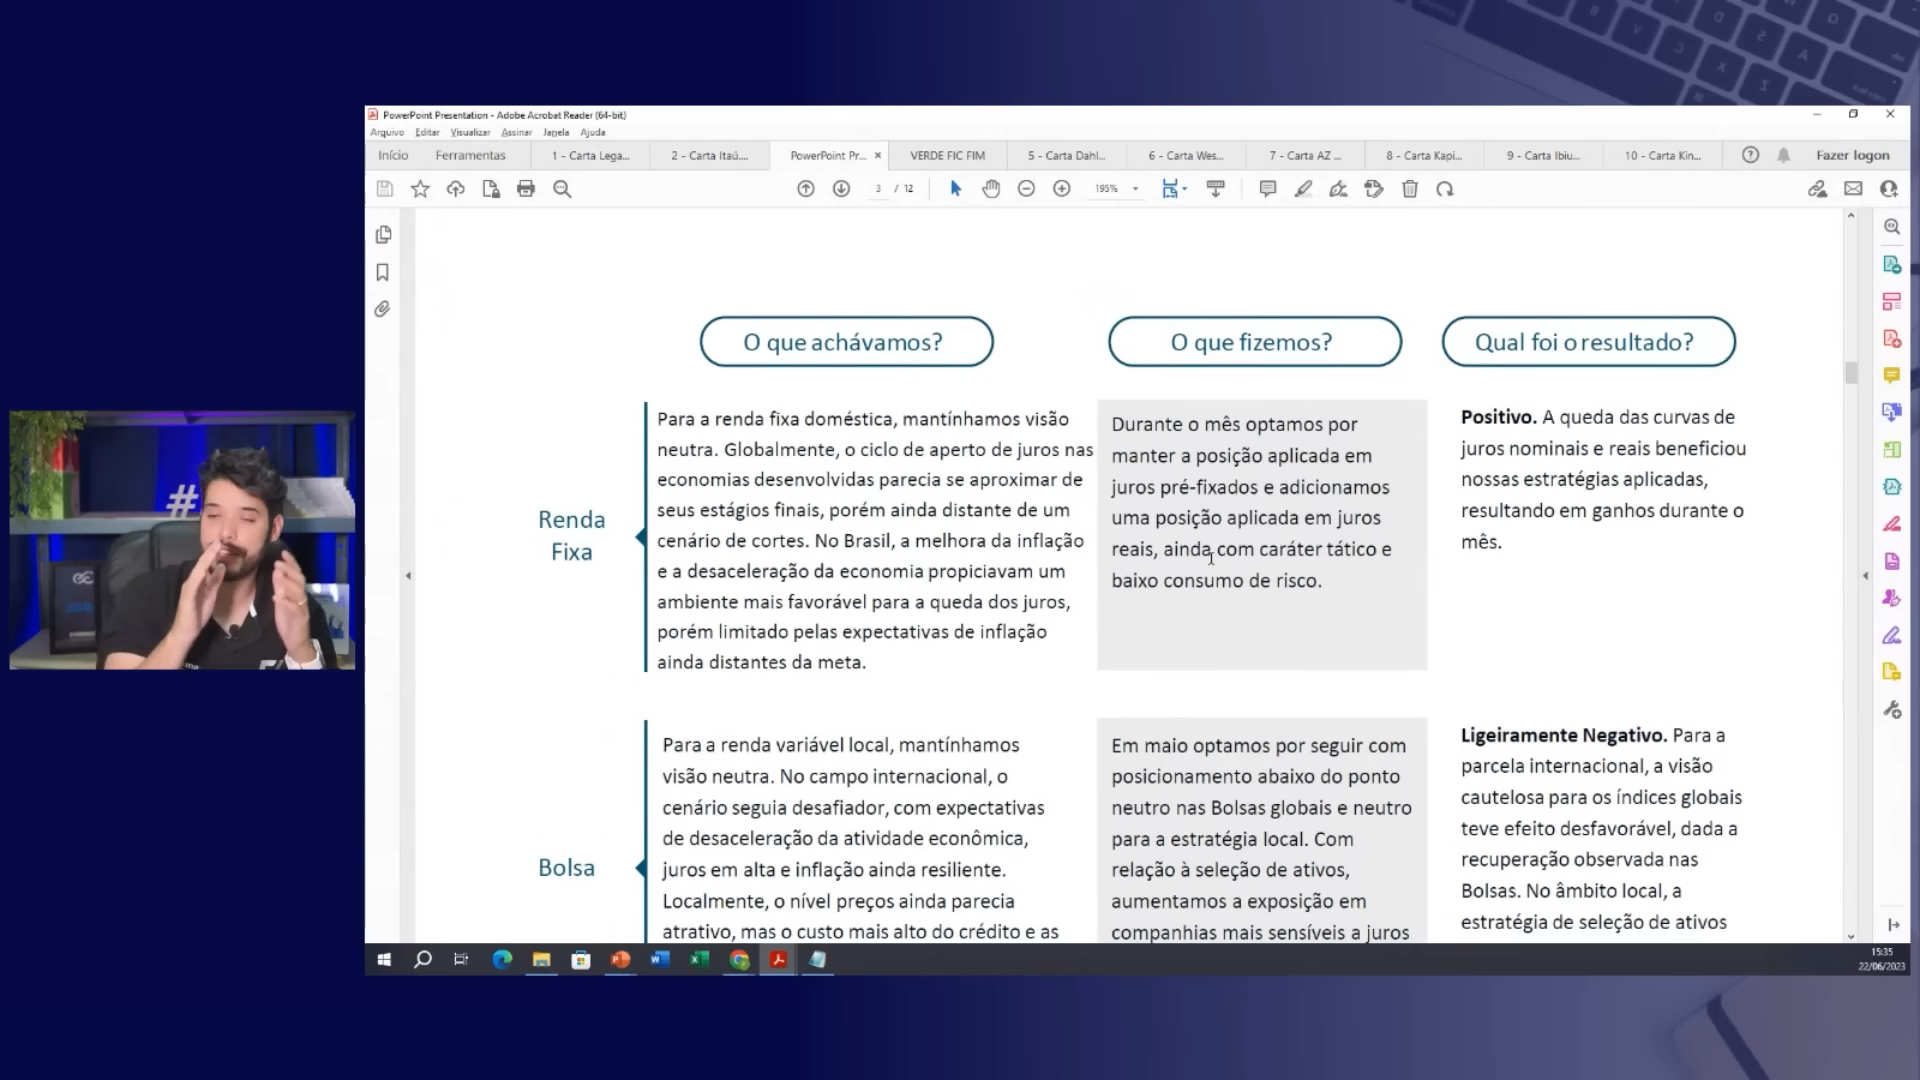 PowerPoint Presentation - Adobe Acrobat Reader (64-bit)
Arquivo Editar Visualizar Assinar Janela Ajuda
Início Ferramentas 1 - Carta Lega... 2 - Carta Itaú.... PowerPoint Pr... VERDE FIC FIM 5 - Carta Dahl... 6 - Carta Wes... 7 - Carta AZ ... 8 - Carta Kapi... 9 - Carta Ibiu... 10 - Carta Kin... Fazer logon
3 / 12 195%
O que achávamos? O que fizemos? Qual foi o resultado?
Renda
Fixa
Para a renda fixa doméstica, mantínhamos visão
neutra. Globalmente, o ciclo de aperto de juros nas
economias desenvolvidas parecia se aproximar de
seus estágios finais, porém ainda distante de um
cenário de cortes. No Brasil, a melhora da inflação
e a desaceleração da economia propiciavam um
ambiente mais favorável para a queda dos juros,
porém limitado pelas expectativas de inflação
ainda distantes da meta.
Durante o mês optamos por
manter a posição aplicada em
juros pré-fixados e adicionamos
uma posição aplicada em juros
reais, ainda com caráter tático e
baixo consumo de risco.
Positivo. A queda das curvas de
juros nominais e reais beneficiou
nossas estratégias aplicadas,
resultando em ganhos durante o
mês.
Bolsa
Para a renda variável local, mantínhamos
visão neutra. No campo internacional, o
cenário seguia desafiador, com expectativas
de desaceleração da atividade econômica,
juros em alta e inflação ainda resiliente.
Localmente, o nível preços ainda parecia
atrativo, mas o custo mais alto do crédito e as
Em maio optamos por seguir com
posicionamento abaixo do ponto
neutro nas Bolsas globais e neutro
para a estratégia local. Com
relação à seleção de ativos,
aumentamos a exposição em
companhias mais sensíveis a juros
Ligeiramente Negativo. Para a
parcela internacional, a visão
cautelosa para os índices globais
teve efeito desfavorável, dada a
recuperação observada nas
Bolsas. No âmbito local, a
estratégia de seleção de ativos
15:35
22/06/2023
#